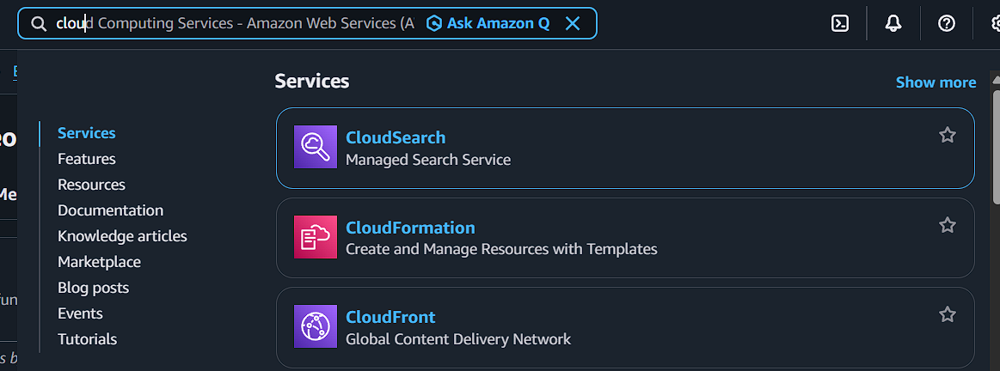 cloud Computing Services - Amazon Web Services (A
Ask Amazon Q
Services
Show more
Services
Features
Resources
Documentation
Knowledge articles
Marketplace
Blog posts
Events
Tutorials
CloudSearch
Managed Search Service
CloudFormation
Create and Manage Resources with Templates
CloudFront
Global Content Delivery Network